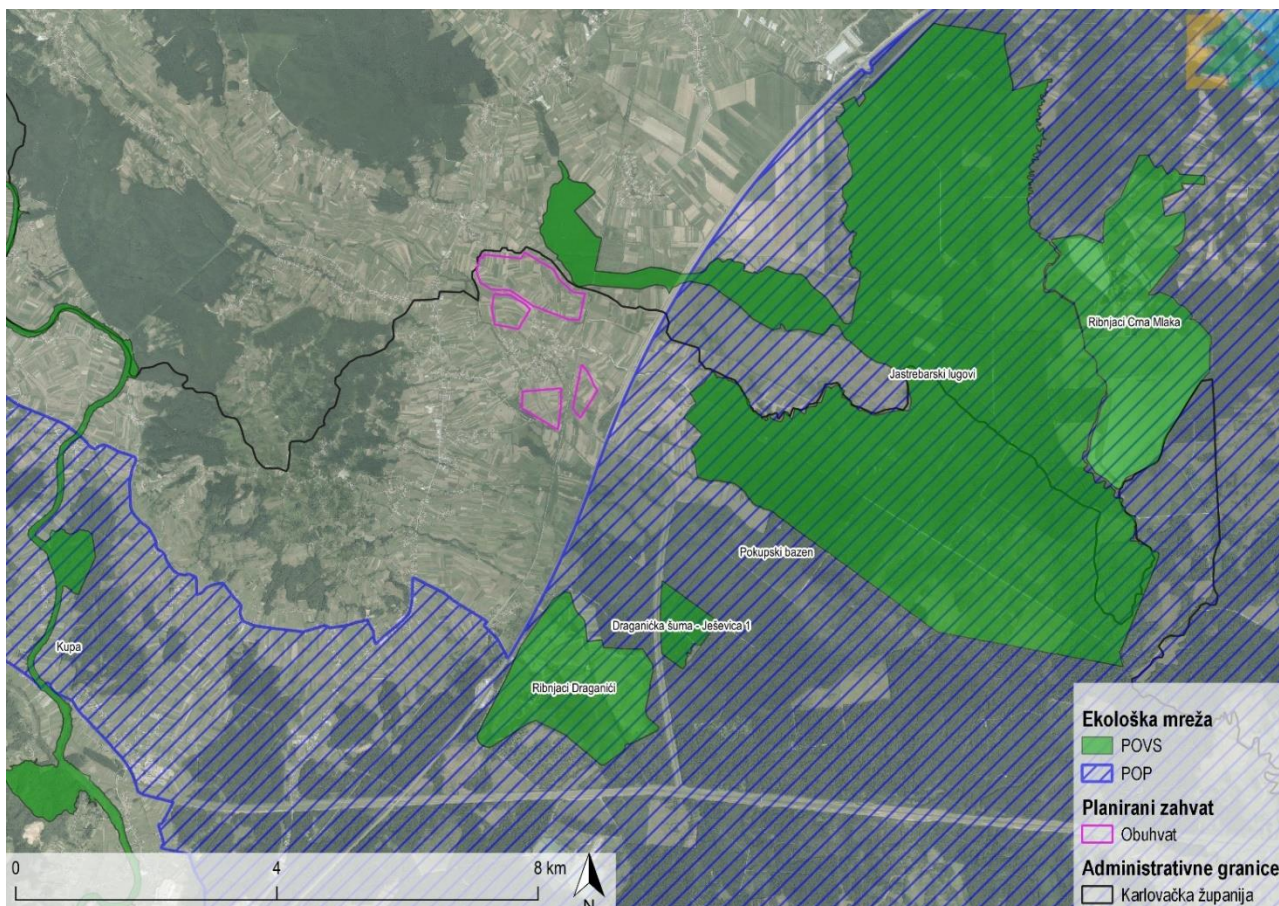 Ribnjaci Crna Mlaka
Jastrebarski lugovi
Pokupski bazen
Draganićka šuma - Ješevica 1
Kupa
Ribnjaci Draganići
Ekološka mreža
POVS
POP
Planirani zahvat
Obuhvat
Administrativne granice
Karlovačka županija
0 4 8 km
N